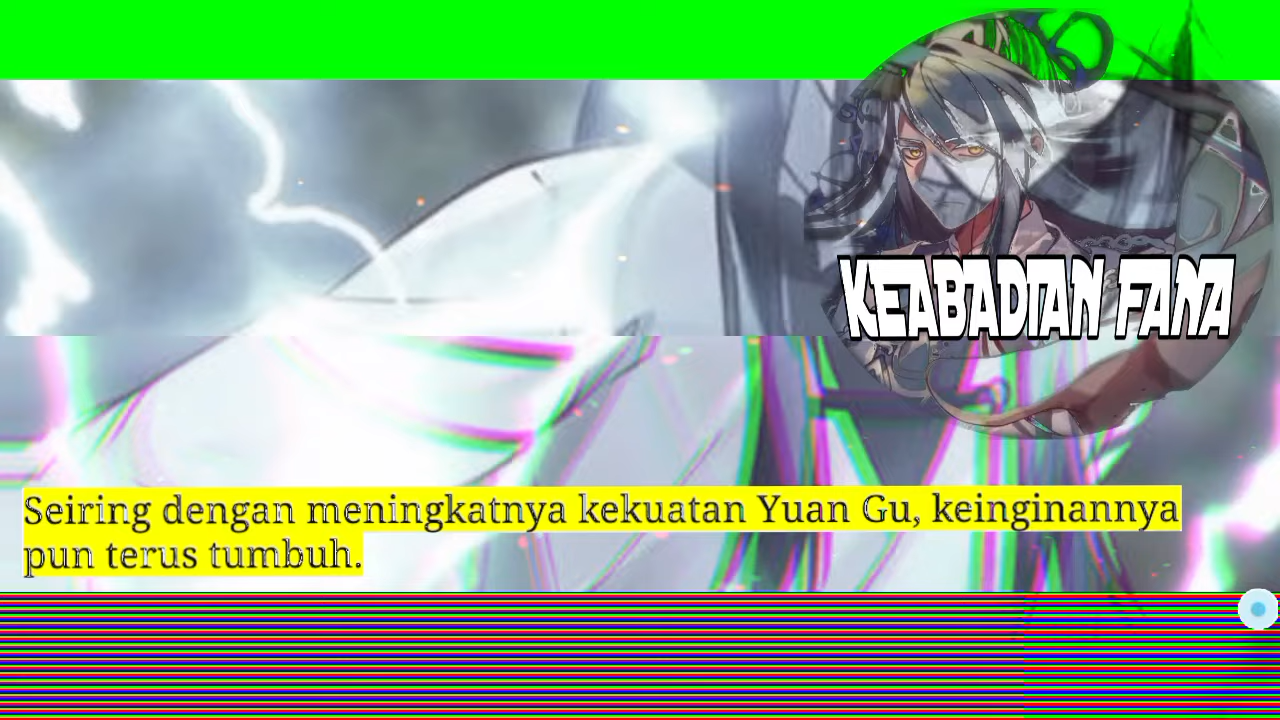 KEABADIAN FANA
Seiring dengan meningkatnya kekuatan Yuan Gu, keinginannya
pun terus tumbuh.